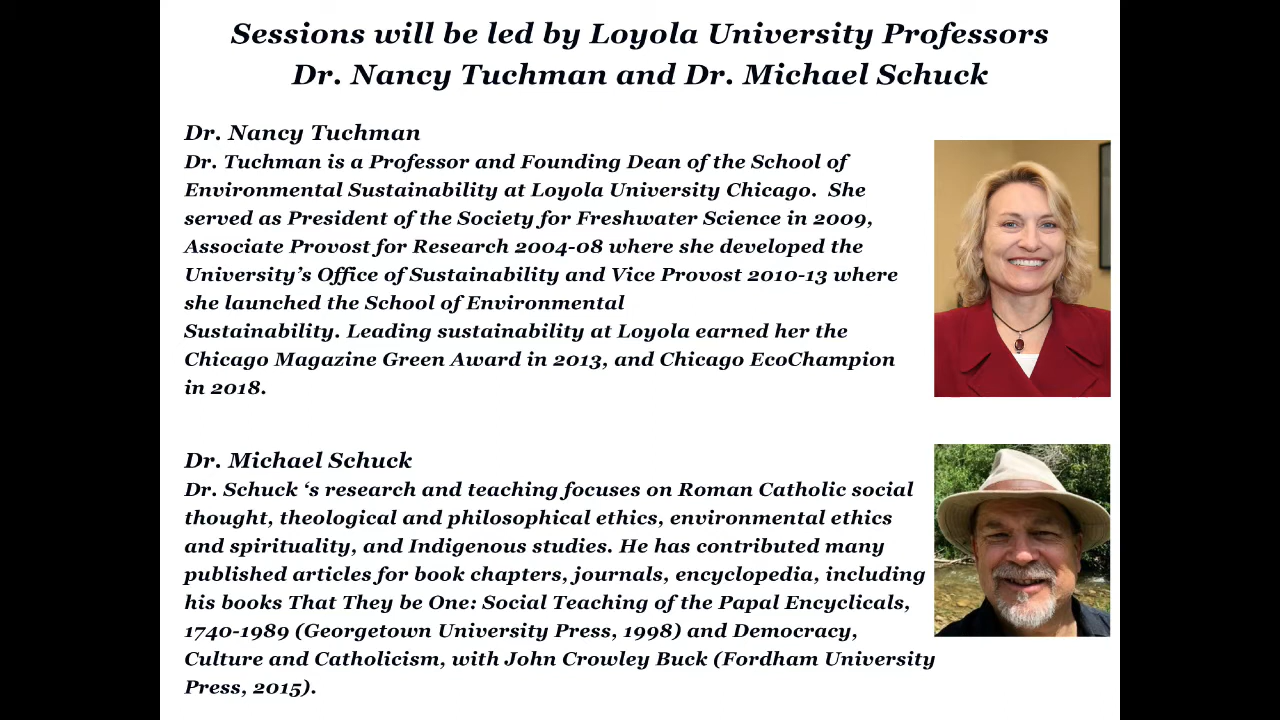 Sessions will be led by Loyola University Professors
Dr. Nancy Tuchman and Dr. Michael Schuck
Dr. Nancy Tuchman
Dr. Tuchman is a Professor and Founding Dean of the School of
Environmental Sustainability at Loyola University Chicago.  She
served as President of the Society for Freshwater Science in 2009,
Associate Provost for Research 2004-08 where she developed the
University’s Office of Sustainability and Vice Provost 2010-13 where
she launched the School of Environmental
Sustainability. Leading sustainability at Loyola earned her the
Chicago Magazine Green Award in 2013, and Chicago EcoChampion
in 2018.
Dr. Michael Schuck
Dr. Schuck ‘s research and teaching focuses on Roman Catholic social
thought, theological and philosophical ethics, environmental ethics
and spirituality, and Indigenous studies. He has contributed many
published articles for book chapters, journals, encyclopedia, including
his books That They be One: Social Teaching of the Papal Encyclicals,
1740-1989 (Georgetown University Press, 1998) and Democracy,
Culture and Catholicism, with John Crowley Buck (Fordham University
Press, 2015).